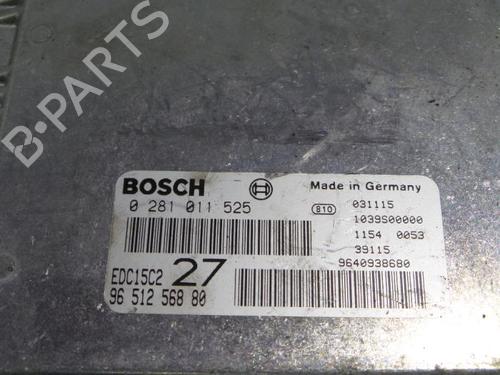 B-PARTS
BOSCH
Made in Germany
0 281 011 525
B10
031115
1039S00000
1154 0053
39115
EDC15C2 27
9640938680
96 512 568 80